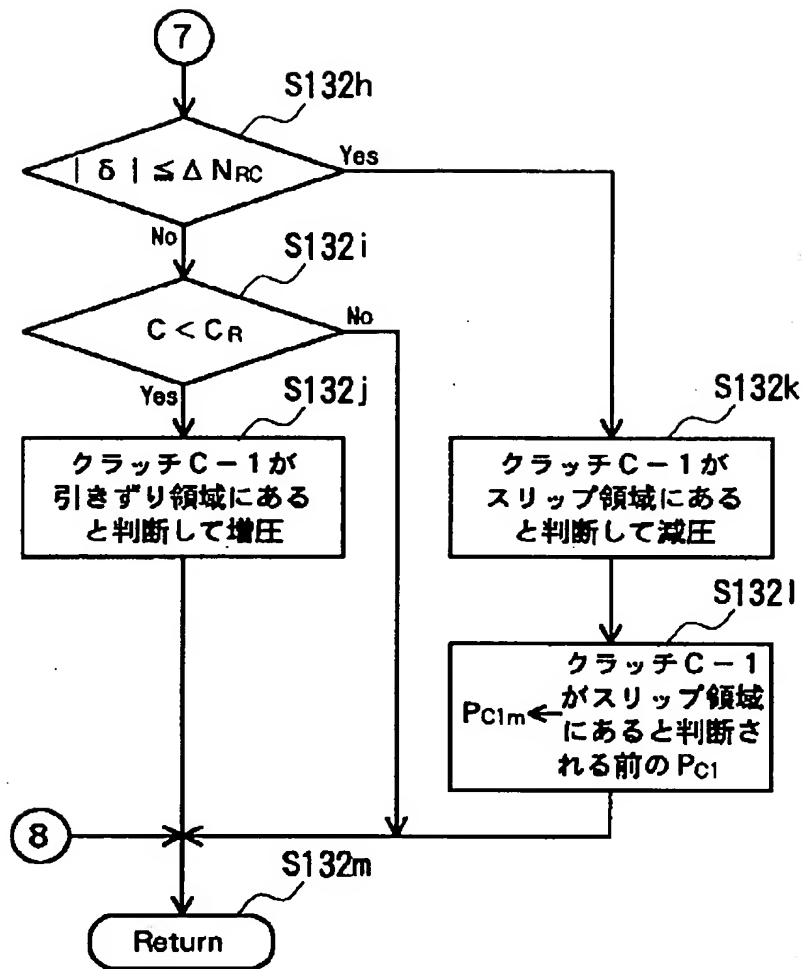 7
S132h
| δ | ≦ Δ NRC
Yes
No
S132i
C < CR
No
Yes
S132j
クラッチC－1が
引きずり領域にある
と判断して増圧
S132k
クラッチC－1が
スリップ領域にある
と判断して減圧
S132l
PC1m←
クラッチC－1
がスリップ領域
にあると判断さ
れる前のPC1
8
S132m
Return